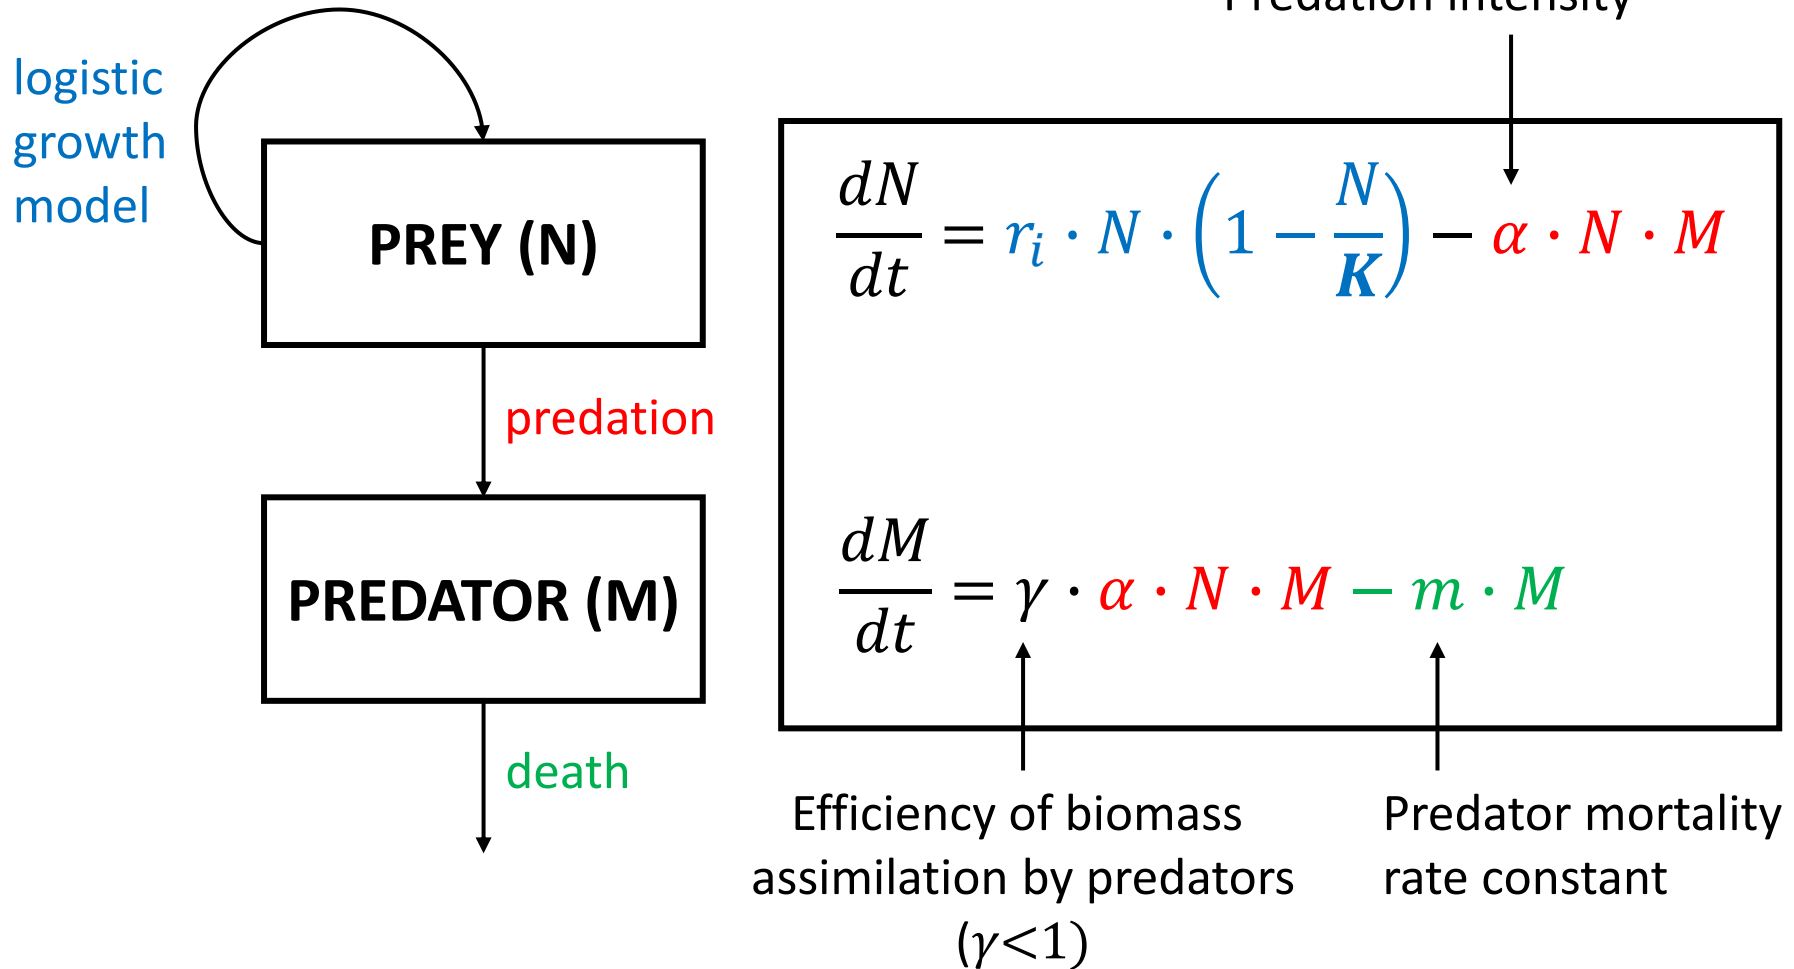 Predation intensity
logistic
growth
model
PREY (N)
dN/dt = r_i · N · (1 − N/K) − α · N · M
predation
PREDATOR (M)
dM/dt = γ · α · N · M − m · M
death
Efficiency of biomass
assimilation by predators
(γ<1)
Predator mortality
rate constant